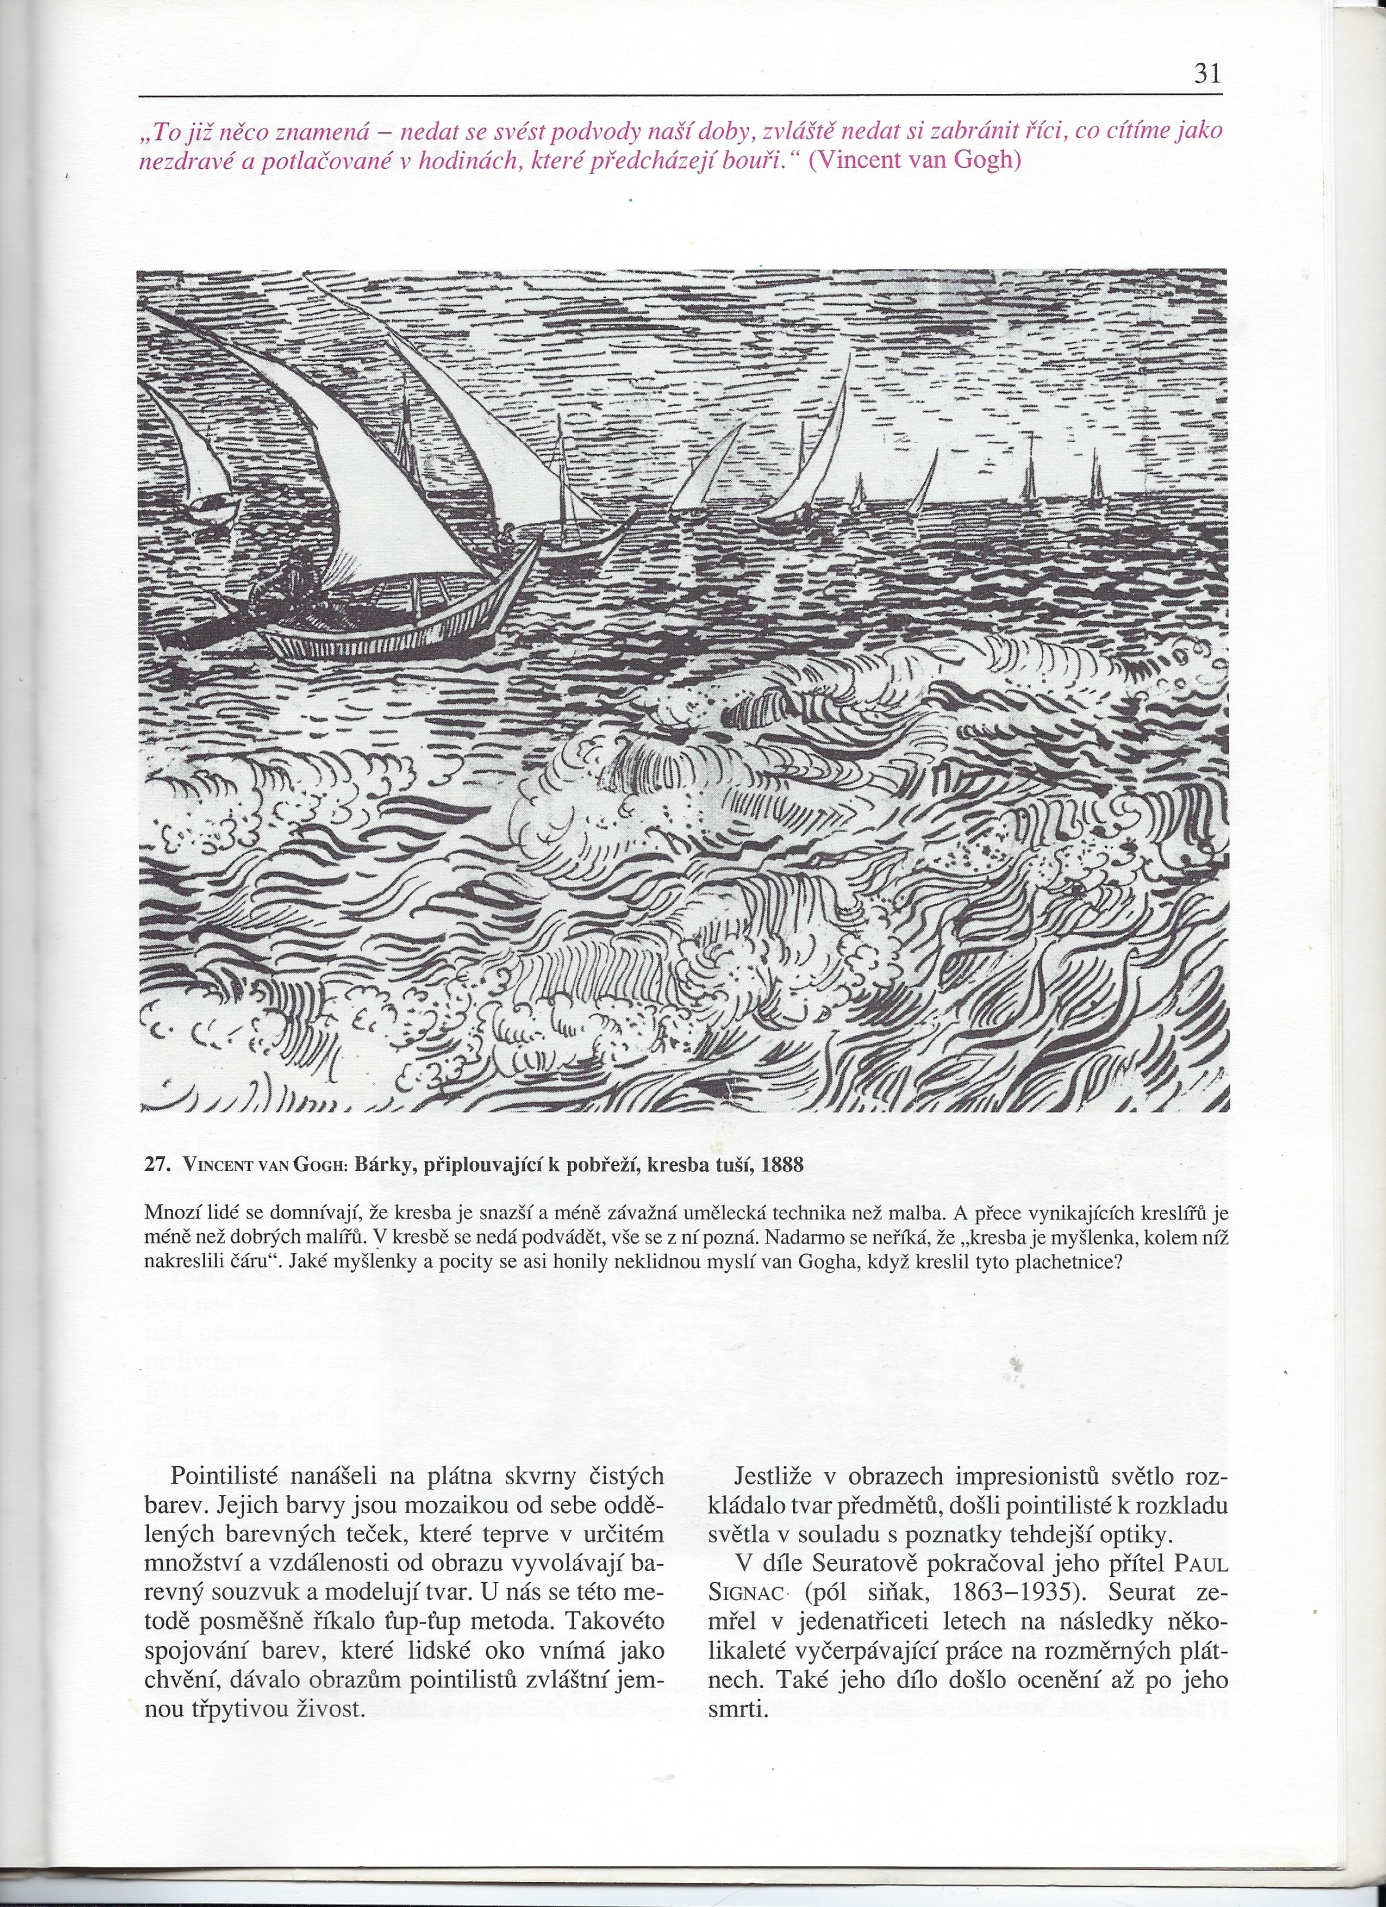 31
„To již něco znamená – nedat se svést podvody naší doby, zvláště nedat si zabránit říci, co cítíme jako
nezdravé a potlačované v hodinách, které předcházejí bouři.“ (Vincent van Gogh)
27. VINCENT VAN GOGH: Bárky, připlouvající k pobřeží, kresba tuší, 1888
Mnozí lidé se domnívají, že kresba je snazší a méně závažná umělecká technika než malba. A přece vynikajících kreslířů je
méně než dobrých malířů. V kresbě se nedá podvádět, vše se z ní pozná. Nadarmo se neříká, že „kresba je myšlenka, kolem níž
nakreslili čáru“. Jaké myšlenky a pocity se asi honily neklidnou myslí van Gogha, když kreslil tyto plachetnice?
Pointilisté nanášeli na plátna skvrny čistých
barev. Jejich barvy jsou mozaikou od sebe oddě-
lených barevných teček, které teprve v určitém
množství a vzdálenosti od obrazu vyvolávají ba-
revný souzvuk a modelují tvar. U nás se této me-
todě posměšně říkalo ťup-ťup metoda. Takovéto
spojování barev, které lidské oko vnímá jako
chvění, dávalo obrazům pointilistů zvláštní jem-
nou třpytivou živost.
Jestliže v obrazech impresionistů světlo roz-
kládalo tvar předmětů, došli pointilisté k rozkladu
světla v souladu s poznatky tehdejší optiky.
V díle Seuratově pokračoval jeho přítel PAUL
SIGNAC (pól siňak, 1863–1935). Seurat ze-
mřel v jedenatřiceti letech na následky něko-
likaleté vyčerpávající práce na rozměrných plát-
nech. Také jeho dílo došlo ocenění až po jeho
smrti.